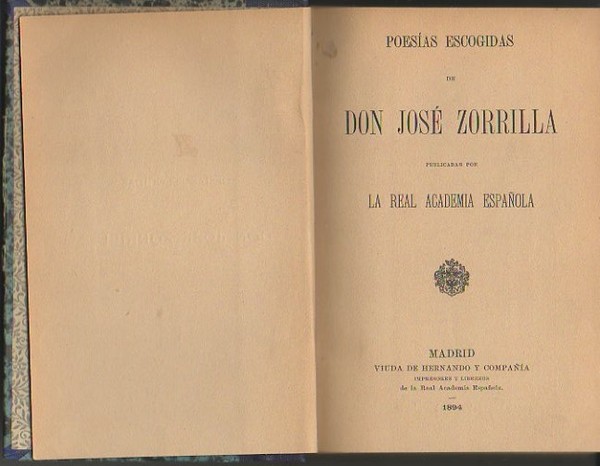 POESÍAS ESCOGIDAS
DE
DON JOSÉ ZORRILLA
PUBLICADAS POR
LA REAL ACADEMIA ESPAÑOLA
MADRID
VIUDA DE HERNANDO Y COMPAÑÍA
IMPRESORES Y LIBREROS
de la Real Academia Española.
1894